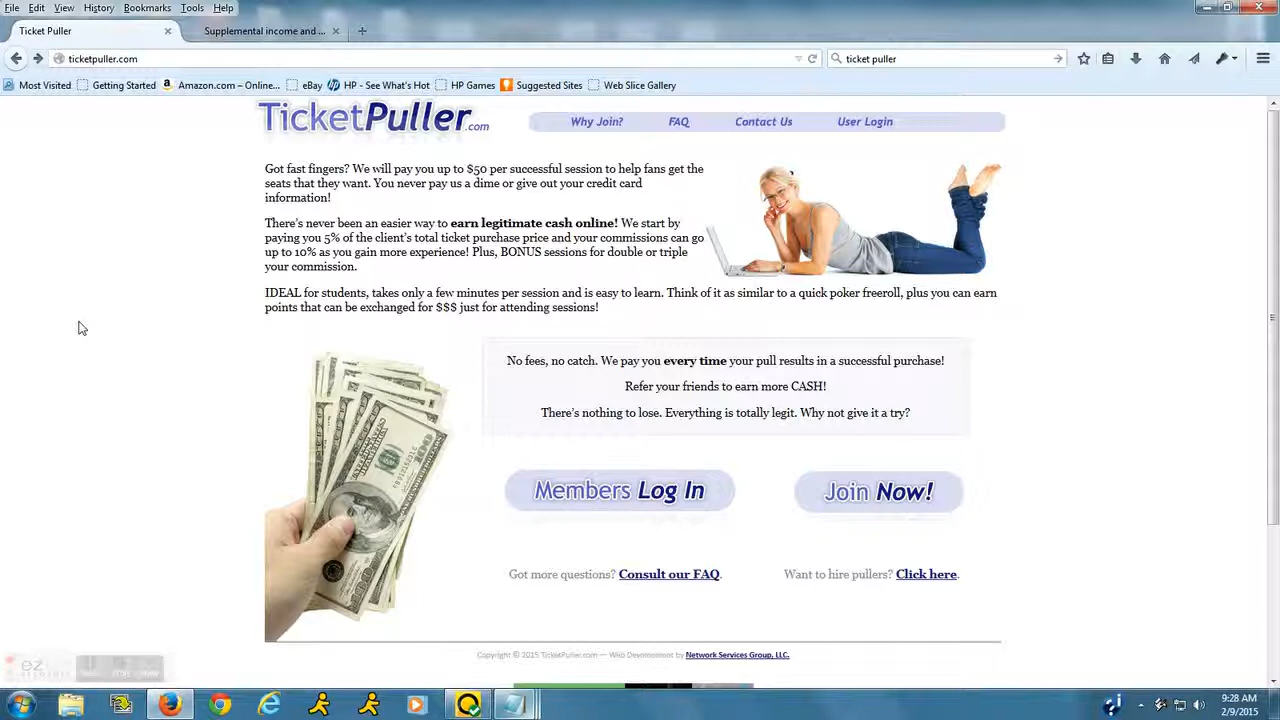 File Edit View History Bookmarks Tools Help
Ticket Puller Supplemental income and ...
ticketpuller.com ticket puller
Most Visited Getting Started Amazon.com – Online... eBay HP - See What's Hot HP Games Suggested Sites Web Slice Gallery
TicketPuller.com Why Join? FAQ Contact Us User Login
Got fast fingers? We will pay you up to $50 per successful session to help fans get the
seats that they want. You never pay us a dime or give out your credit card
information!
There's never been an easier way to earn legitimate cash online! We start by
paying you 5% of the client's total ticket purchase price and your commissions can go
up to 10% as you gain more experience! Plus, BONUS sessions for double or triple
your commission.
IDEAL for students, takes only a few minutes per session and is easy to learn. Think of it as similar to a quick poker freeroll, plus you can earn
points that can be exchanged for $$$ just for attending sessions!
No fees, no catch. We pay you every time your pull results in a successful purchase!
Refer your friends to earn more CASH!
There's nothing to lose. Everything is totally legit. Why not give it a try?
Members Log In Join Now!
Got more questions? Consult our FAQ. Want to hire pullers? Click here.
Copyright © 2015 TicketPuller.com — Web Development by Network Services Group, LLC.
9:28 AM
2/9/2015